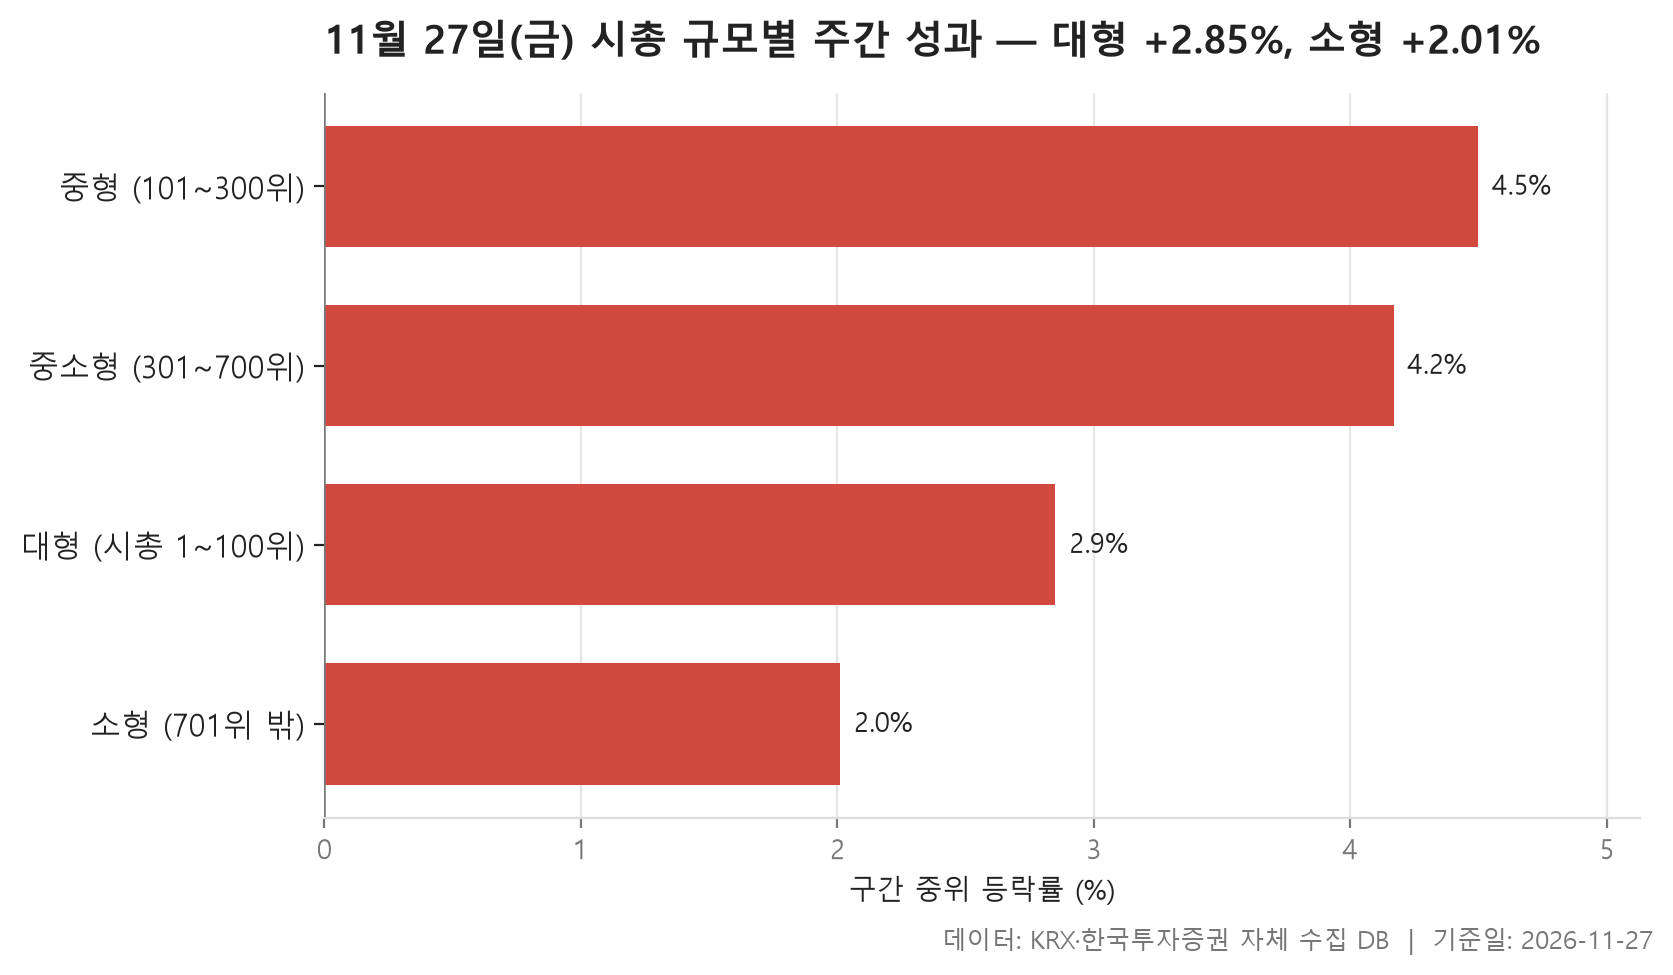 11월 27일(금) 시총 규모별 주간 성과 — 대형 +2.85%, 소형 +2.01%
중형 (101~300위)
4.5%
중소형 (301~700위)
4.2%
대형 (시총 1~100위)
2.9%
소형 (701위 밖)
2.0%
0 1 2 3 4 5
구간 중위 등락률 (%)
데이터: KRX·한국투자증권 자체 수집 DB | 기준일: 2026-11-27